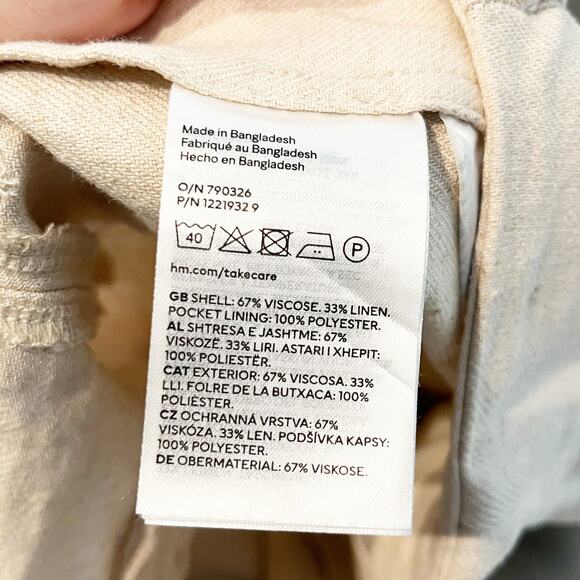 Made in Bangladesh
Fabriqué au Bangladesh
Hecho en Bangladesh
O/N 790326
P/N 1221932 9
40 P
hm.com/takecare
GB SHELL: 67% VISCOSE. 33% LINEN.
POCKET LINING: 100% POLYESTER.
AL SHTRESA E JASHTME: 67%
VISKOZË. 33% LIRI. ASTARI I XHEPIT:
100% POLIESTËR.
CAT EXTERIOR: 67% VISCOSA. 33%
LLI. FOLRE DE LA BUTXACA: 100%
POLIÈSTER.
CZ OCHRANNÁ VRSTVA: 67%
VISKÓZA. 33% LEN. PODŠÍVKA KAPSY:
100% POLYESTER.
DE OBERMATERIAL: 67% VISKOSE.